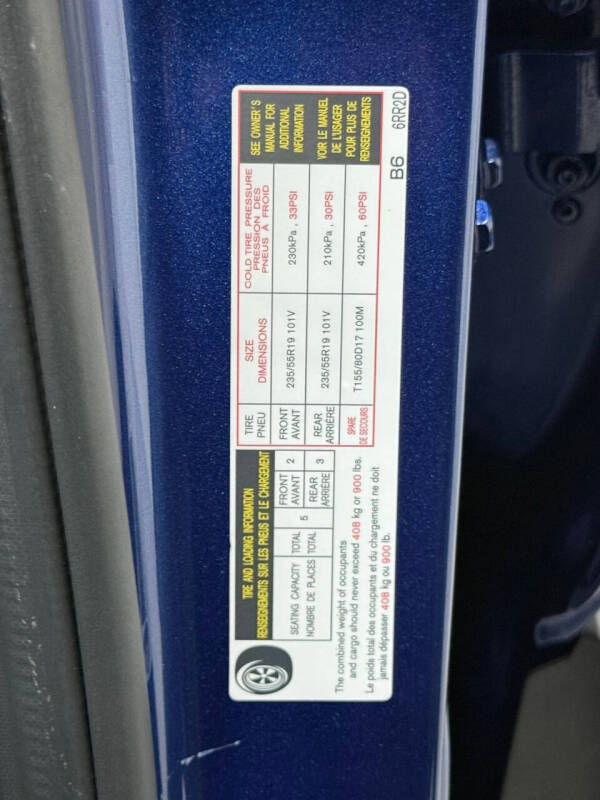 TIRE AND LOADING INFORMATION
RENSEIGNEMENTS SUR LES PNEUS ET LE CHARGEMENT
SEATING CAPACITY TOTAL 5 FRONT AVANT 2
NOMBRE DE PLACES TOTAL REAR ARRIÈRE 3
The combined weight of occupants
and cargo should never exceed 408 kg or 900 lbs.
Le poids total des occupants et du chargement ne doit
jamais dépasser 408 kg ou 900 lb.
TIRE PNEU SIZE DIMENSIONS COLD TIRE PRESSURE PRESSION DES PNEUS À FROID
FRONT AVANT 235/55R19 101V 230kPa , 33PSI
REAR ARRIÈRE 235/55R19 101V 210kPa , 30PSI
SPARE DE SECOURS T155/80D17 100M 420kPa , 60PSI
SEE OWNER'S
MANUAL FOR
ADDITIONAL
INFORMATION
VOIR LE MANUEL
DE L'USAGER
POUR PLUS DE
RENSEIGNEMENTS
B6 6RR2D